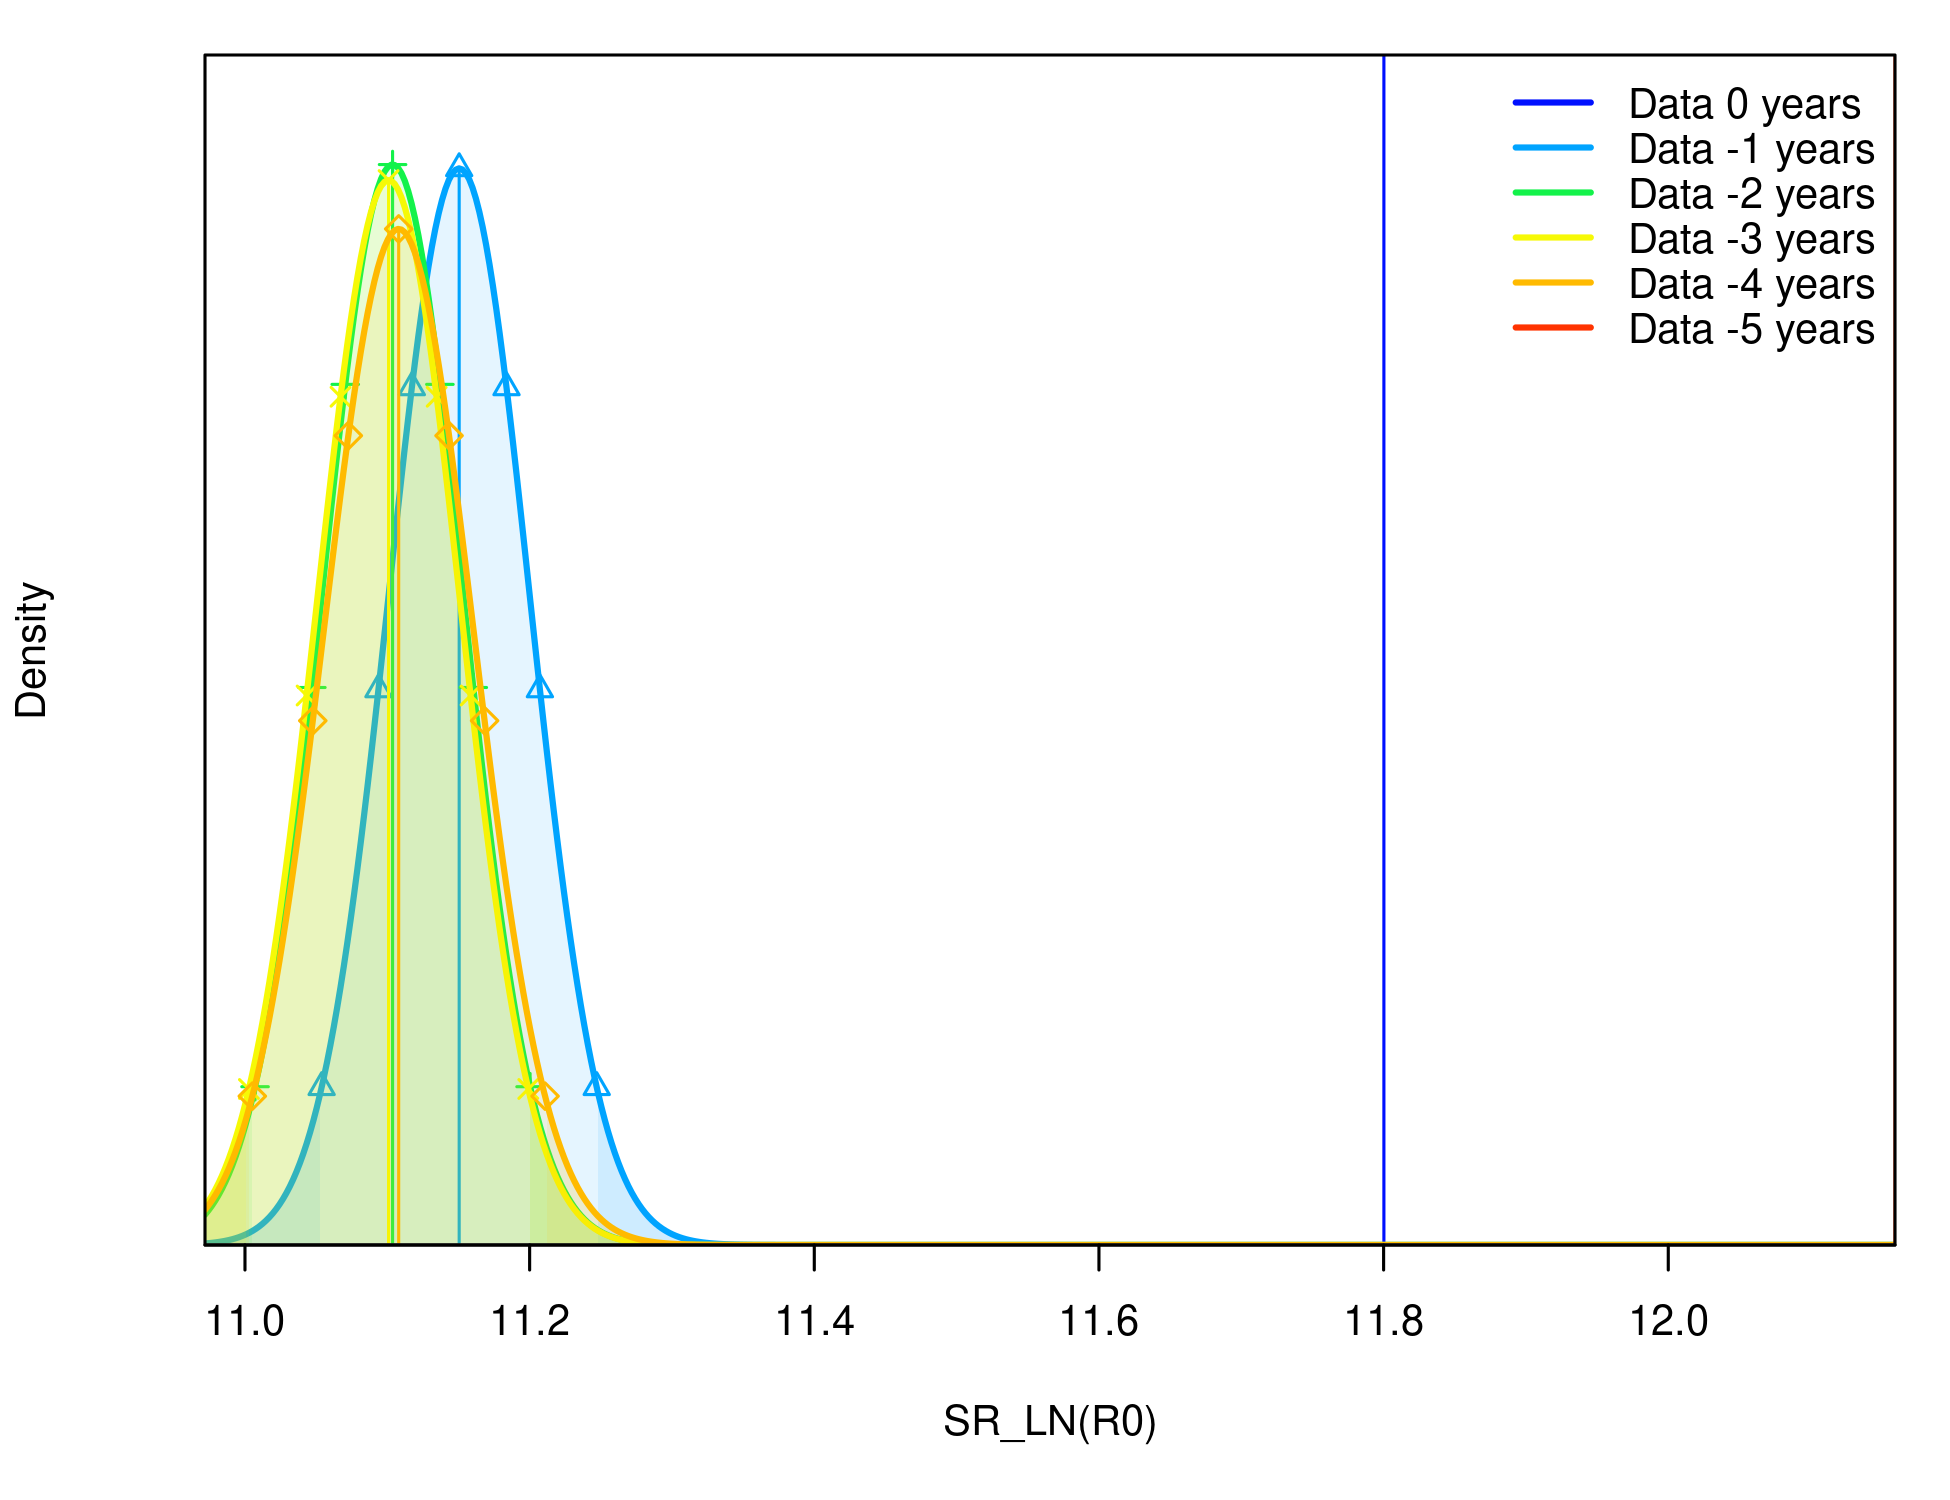 Data 0 years
Data -1 years
Data -2 years
Data -3 years
Data -4 years
Data -5 years
Density
11.0 11.2 11.4 11.6 11.8 12.0
SR_LN(R0)